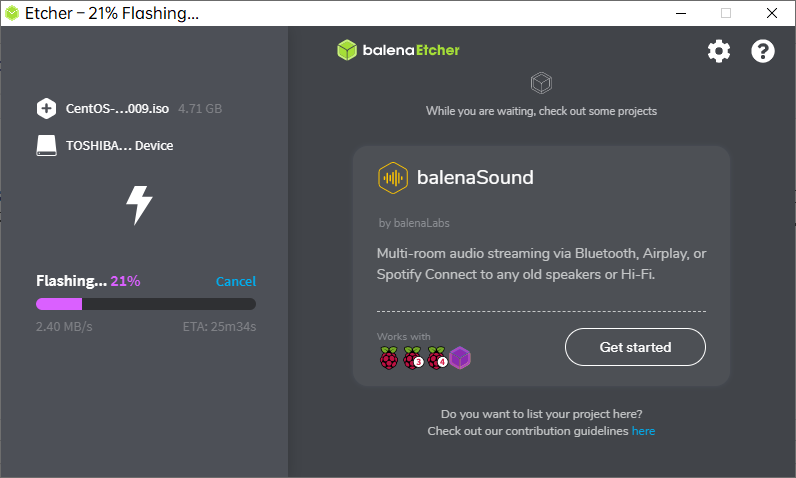 Etcher – 21% Flashing...
balenaEtcher
While you are waiting, check out some projects
CentOS-...009.iso 4.71 GB
TOSHIBA... Device
Flashing... 21% Cancel
2.40 MB/s ETA: 25m34s
balenaSound
by balenaLabs
Multi-room audio streaming via Bluetooth, Airplay, or
Spotify Connect to any old speakers or Hi-Fi.
Works with
3 4
Get started
Do you want to list your project here?
Check out our contribution guidelines here